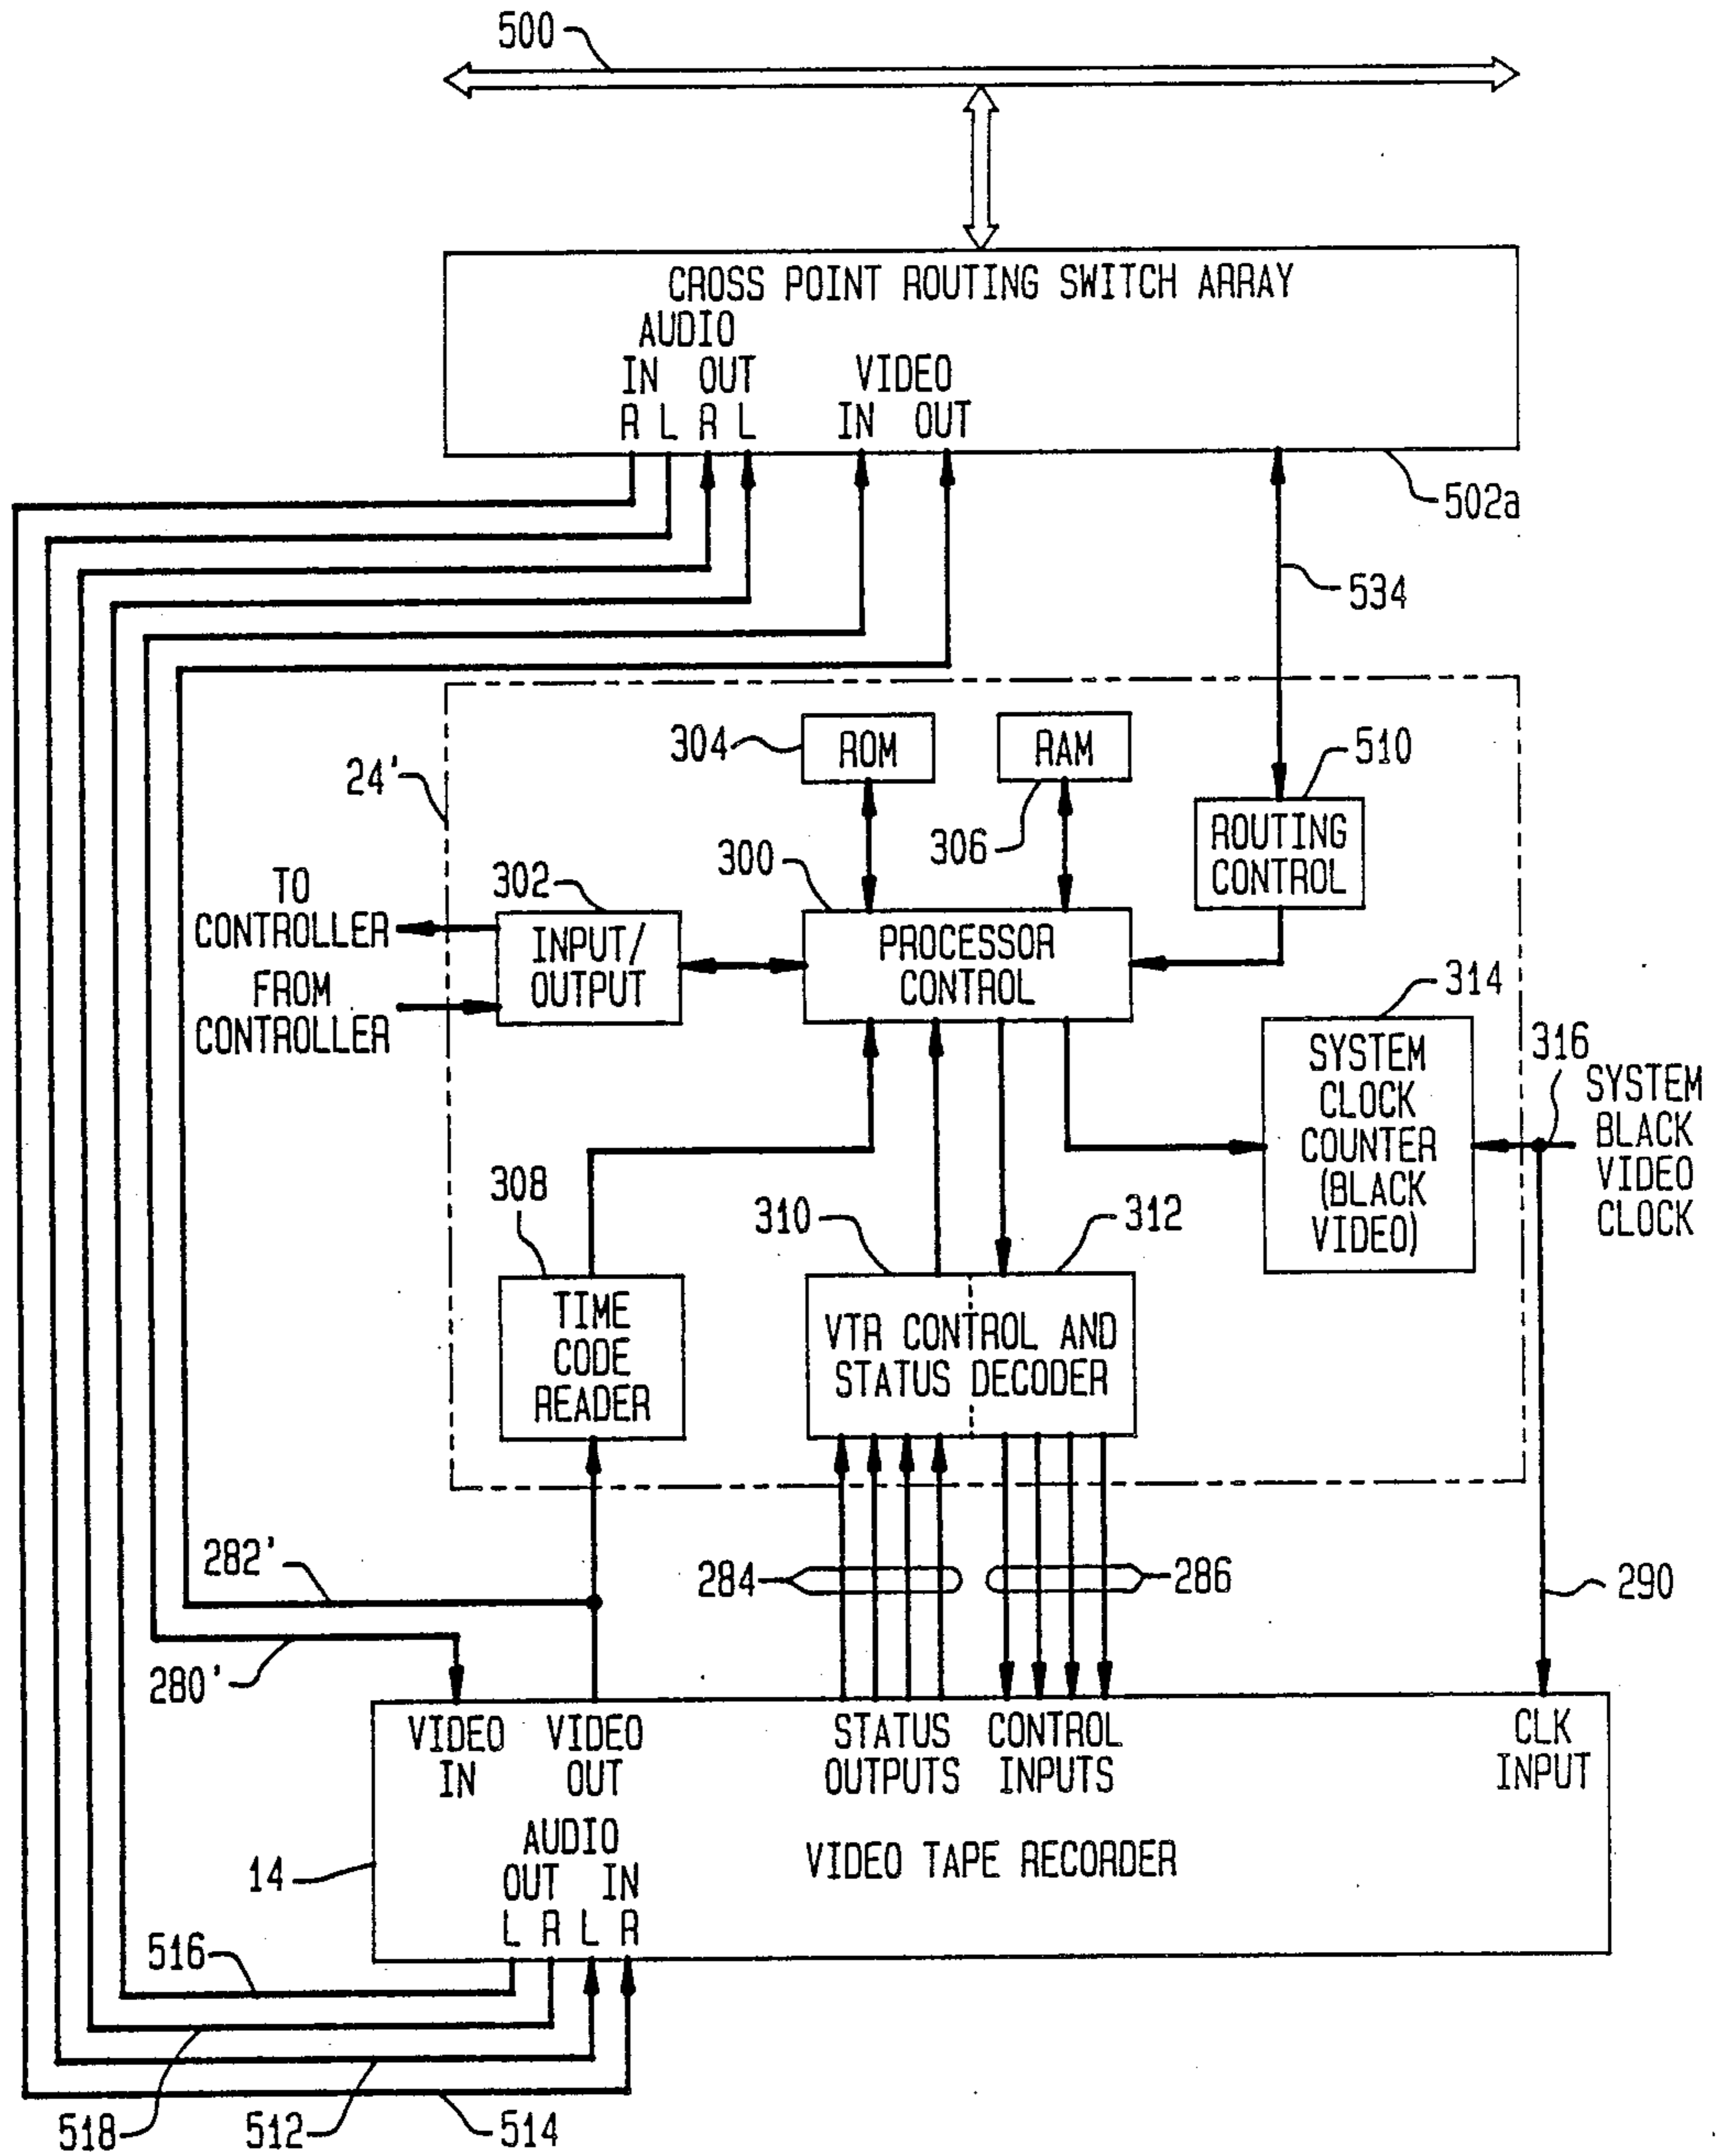 500
CROSS POINT ROUTING SWITCH ARRAY
AUDIO
IN OUT
R L R L
VIDEO
IN OUT
502a
534
24'
304
ROM
RAM
306
510
ROUTING
CONTROL
300
PROCESSOR
CONTROL
302
INPUT/
OUTPUT
TO
CONTROLLER
FROM
CONTROLLER
314
SYSTEM
CLOCK
COUNTER
(BLACK
VIDEO)
316
SYSTEM
BLACK
VIDEO
CLOCK
308
TIME
CODE
READER
310
312
VTR CONTROL AND
STATUS DECODER
282'
280'
284
286
290
VIDEO
IN
VIDEO
OUT
STATUS
OUTPUTS
CONTROL
INPUTS
CLK
INPUT
AUDIO
OUT IN
L R L R
VIDEO TAPE RECORDER
14
516
518
512
514